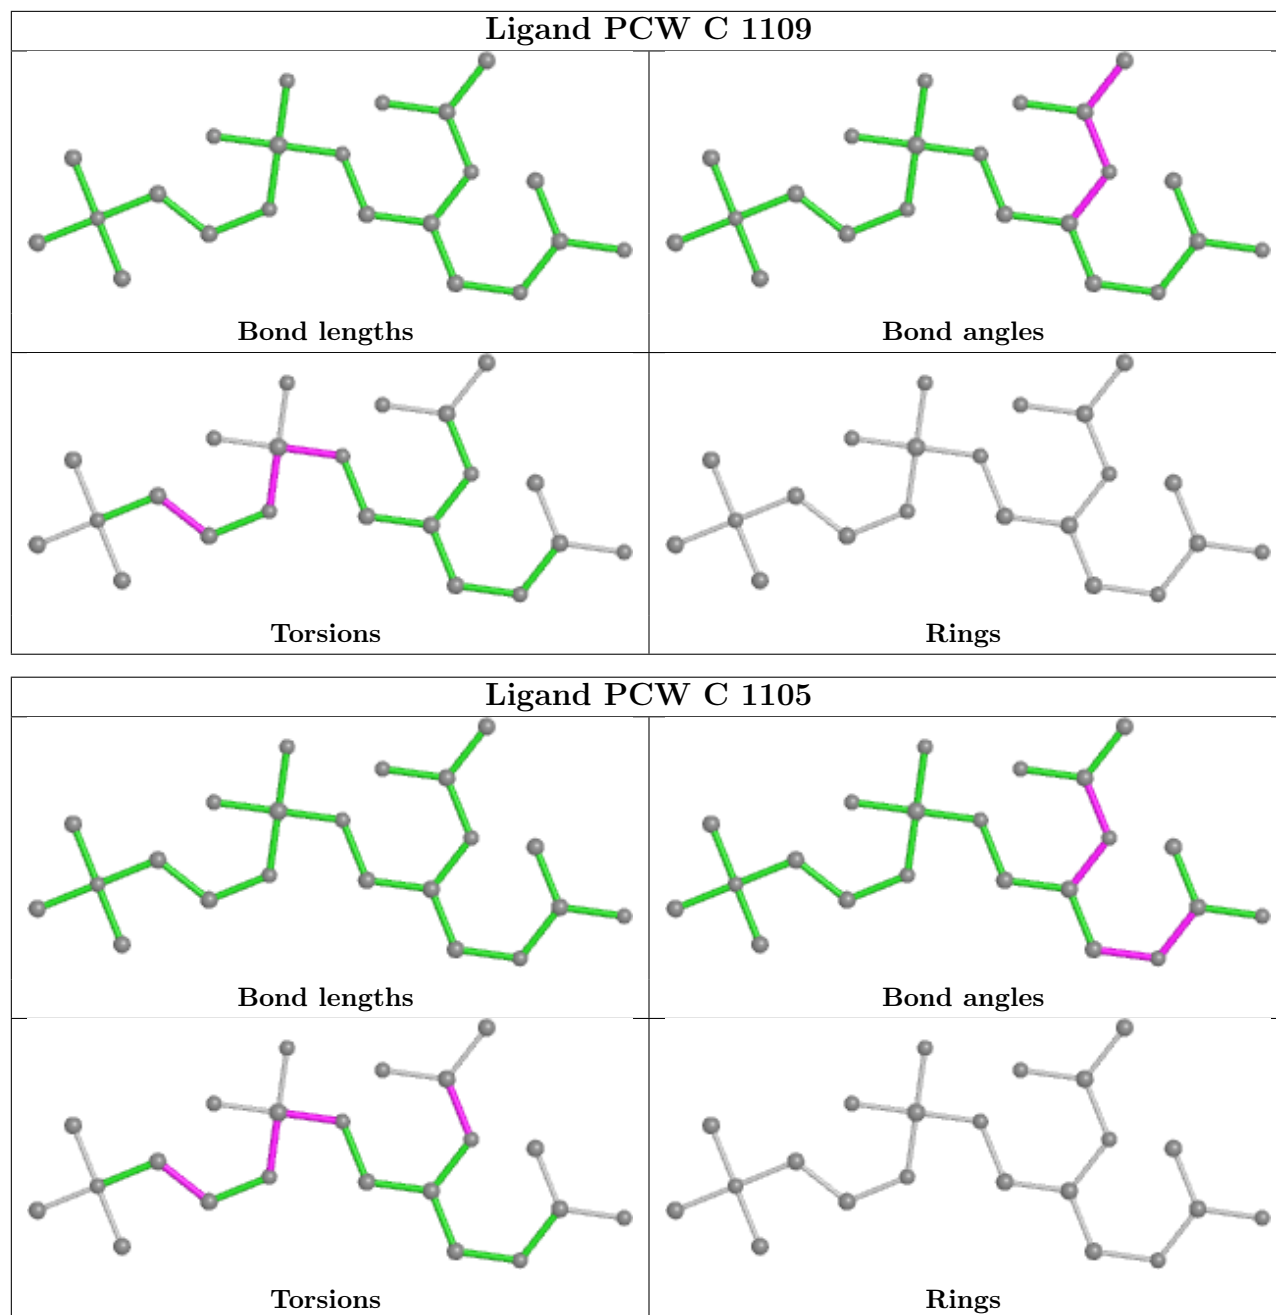 Ligand PCW C 1109
Bond lengths
Bond angles
Torsions
Rings
Ligand PCW C 1105
Bond lengths
Bond angles
Torsions
Rings